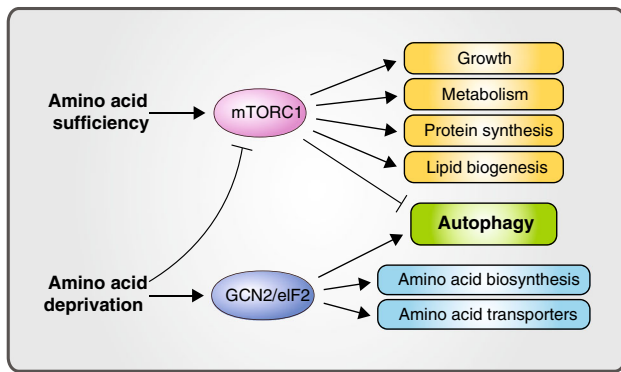 Amino acid
sufficiency
mTORC1
Growth
Metabolism
Protein synthesis
Lipid biogenesis
Autophagy
Amino acid
deprivation
GCN2/eIF2
Amino acid biosynthesis
Amino acid transporters